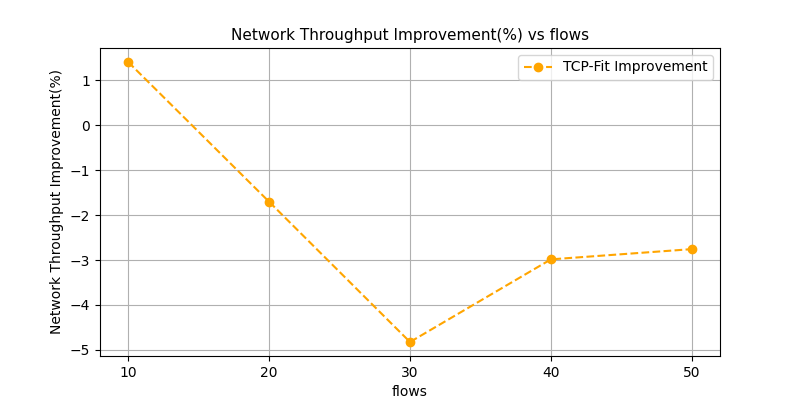 Network Throughput Improvement(%) vs flows
TCP-Fit Improvement
Network Throughput Improvement(%)
1
0
−1
−2
−3
−4
−5
10 20 30 40 50
flows